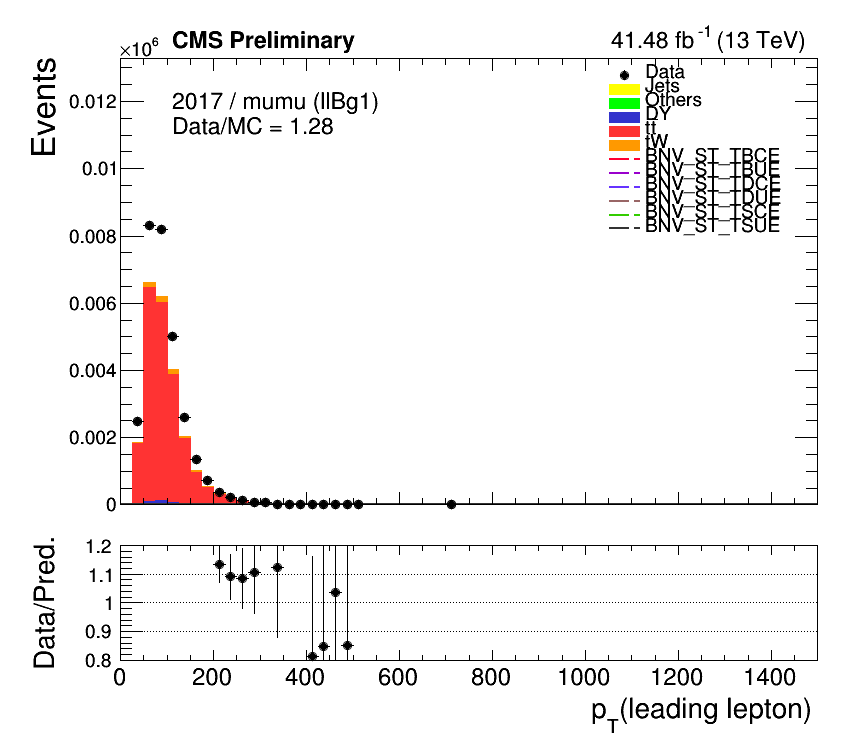 ×10⁶ CMS Preliminary 41.48 fb⁻¹ (13 TeV)
Events
2017 / mumu (llBg1)
Data/MC = 1.28
Data
Jets
Others
DY
tt
tW
BNV_ST_TBCE
BNV_ST_TBUE
BNV_ST_TDCE
BNV_ST_TDUE
BNV_ST_TSCE
BNV_ST_TSUE
0.012
0.01
0.008
0.006
0.004
0.002
0
Data/Pred.
1.2
1.1
1
0.9
0.8
0 200 400 600 800 1000 1200 1400
p_T(leading lepton)